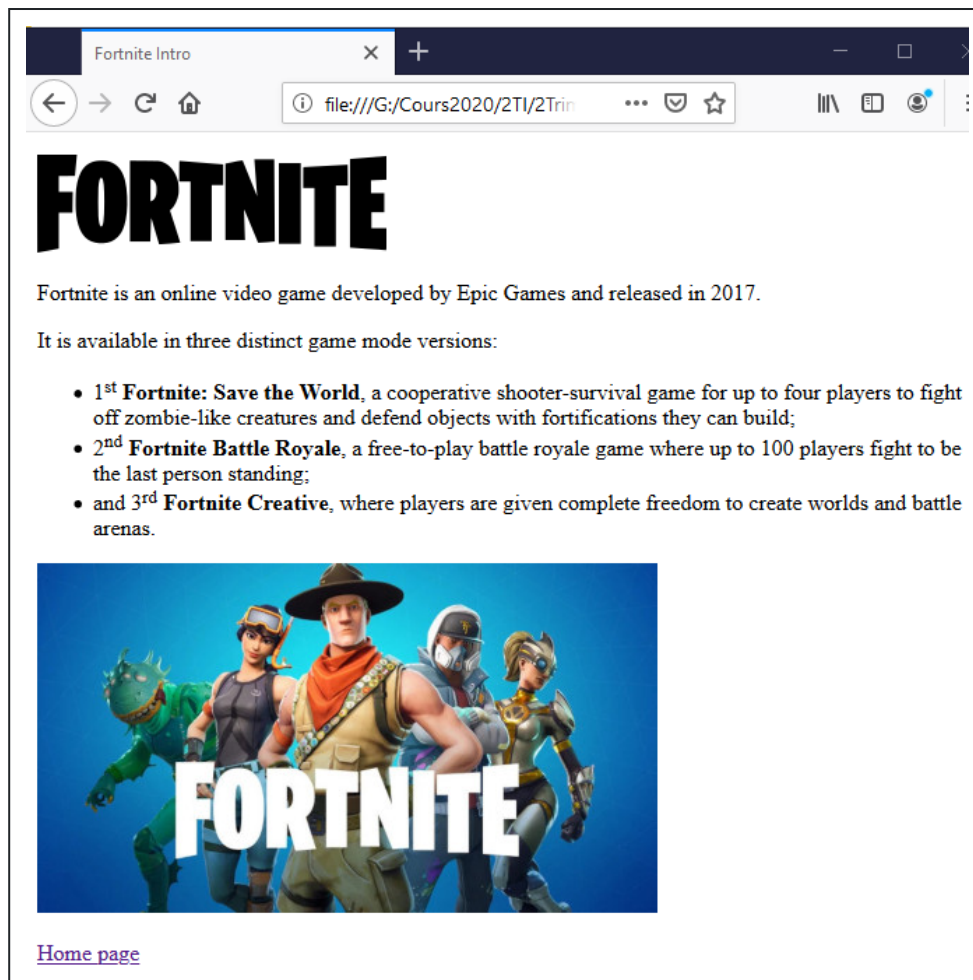 Fortnite Intro
file:///G:/Cours2020/2TI/2Trin
FORTNITE
Fortnite is an online video game developed by Epic Games and released in 2017.
It is available in three distinct game mode versions:
• 1st Fortnite: Save the World, a cooperative shooter-survival game for up to four players to fight
off zombie-like creatures and defend objects with fortifications they can build;
• 2nd Fortnite Battle Royale, a free-to-play battle royale game where up to 100 players fight to be
the last person standing;
• and 3rd Fortnite Creative, where players are given complete freedom to create worlds and battle
arenas.
FORTNITE
Home page